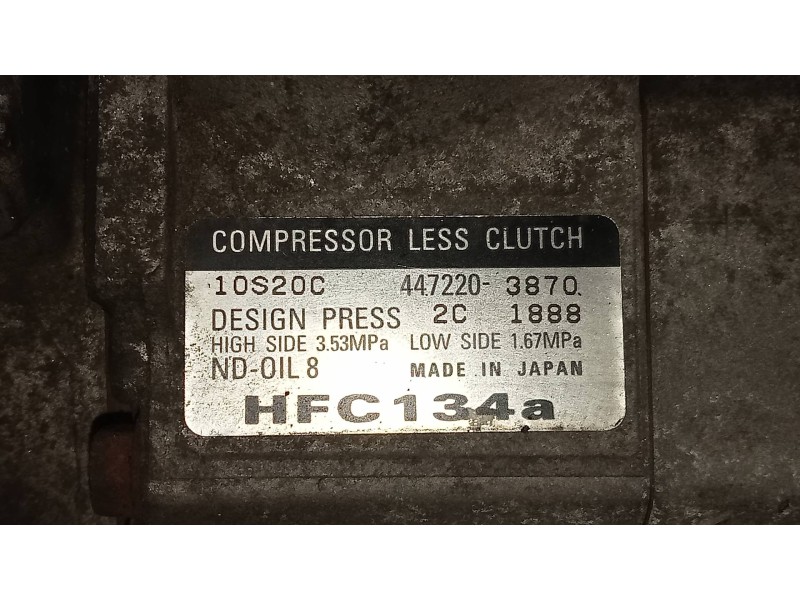 COMPRESSOR LESS CLUTCH
10S20C 447220- 3870
DESIGN PRESS 2C 1888
HIGH SIDE 3.53MPa LOW SIDE 1.67MPa
ND-OIL 8 MADE IN JAPAN
HFC134a